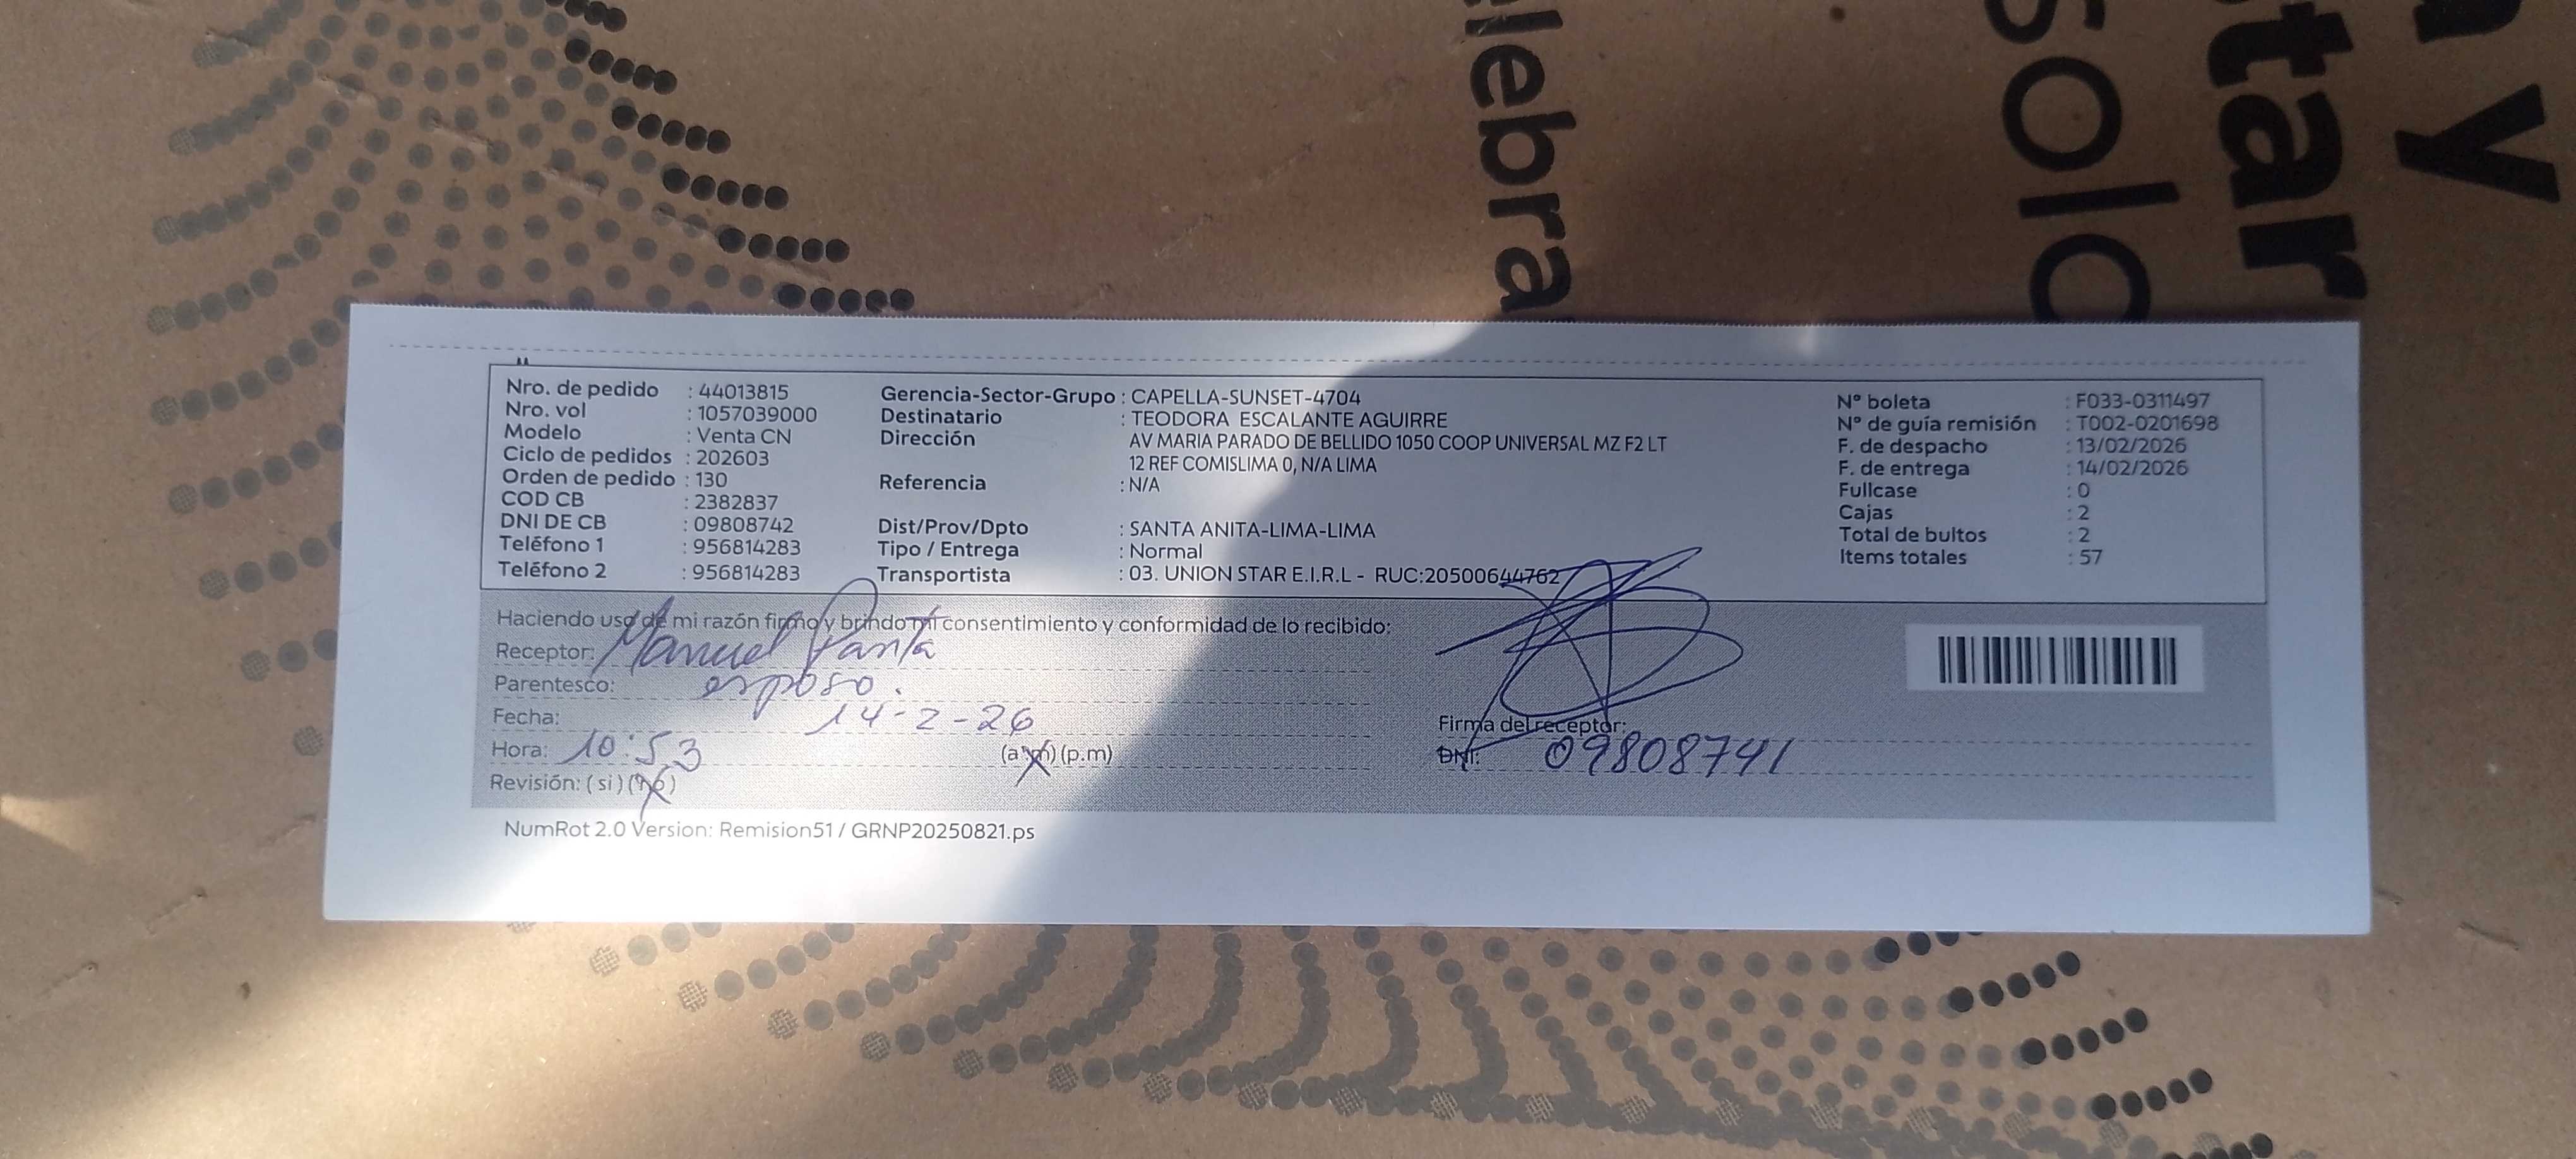 llebra
sold
tar
y
Nro. de pedido : 44013815
Nro. vol : 1057039000
Modelo : Venta CN
Ciclo de pedidos : 202603
Orden de pedido : 130
COD CB : 2382837
DNI DE CB : 09808742
Teléfono 1 : 956814283
Teléfono 2 : 956814283
Gerencia-Sector-Grupo : CAPELLA-SUNSET-4704
Destinatario : TEODORA ESCALANTE AGUIRRE
Dirección AV MARIA PARADO DE BELLIDO 1050 COOP UNIVERSAL MZ F2 LT
12 REF COMISLIMA 0, N/A LIMA
Referencia : N/A
Dist/Prov/Dpto : SANTA ANITA-LIMA-LIMA
Tipo / Entrega : Normal
Transportista : 03. UNION STAR E.I.R.L - RUC:20500644762
N° boleta : F033-0311497
N° de guía remisión : T002-0201698
F. de despacho : 13/02/2026
F. de entrega : 14/02/2026
Fullcase : 0
Cajas : 2
Total de bultos : 2
Items totales : 57
Haciendo uso de mi razón firmo y brindo mi consentimiento y conformidad de lo recibido:
Receptor: Manuel Panta
Parentesco: esposo.
Fecha: 14-2-26
Hora: 10:53 (a.m) (p.m)
Revisión: (si) (no)
Firma del receptor:
DNI: 09808741
NumRot 2.0 Version: Remision51 / GRNP20250821.ps